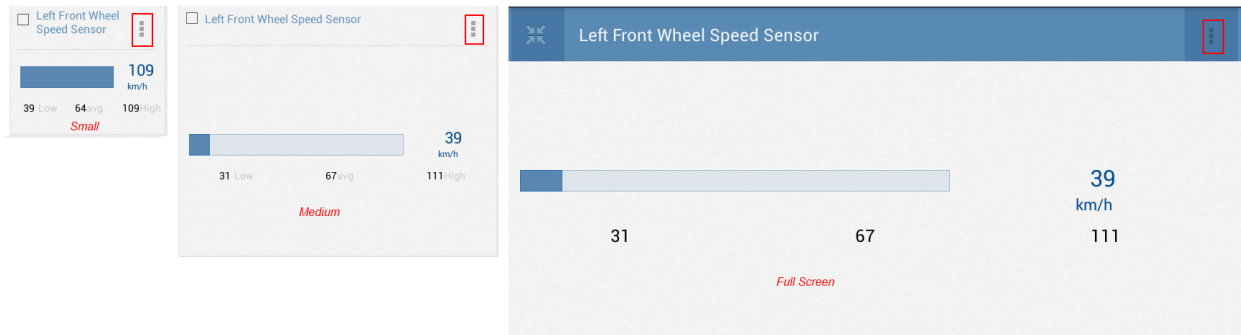 Left Front Wheel
Speed Sensor
109
km/h
39 Low 64avg 109High
Small
Left Front Wheel Speed Sensor
39
km/h
31 Low 67avg 111High
Medium
Left Front Wheel Speed Sensor
39
km/h
31 67 111
Full Screen